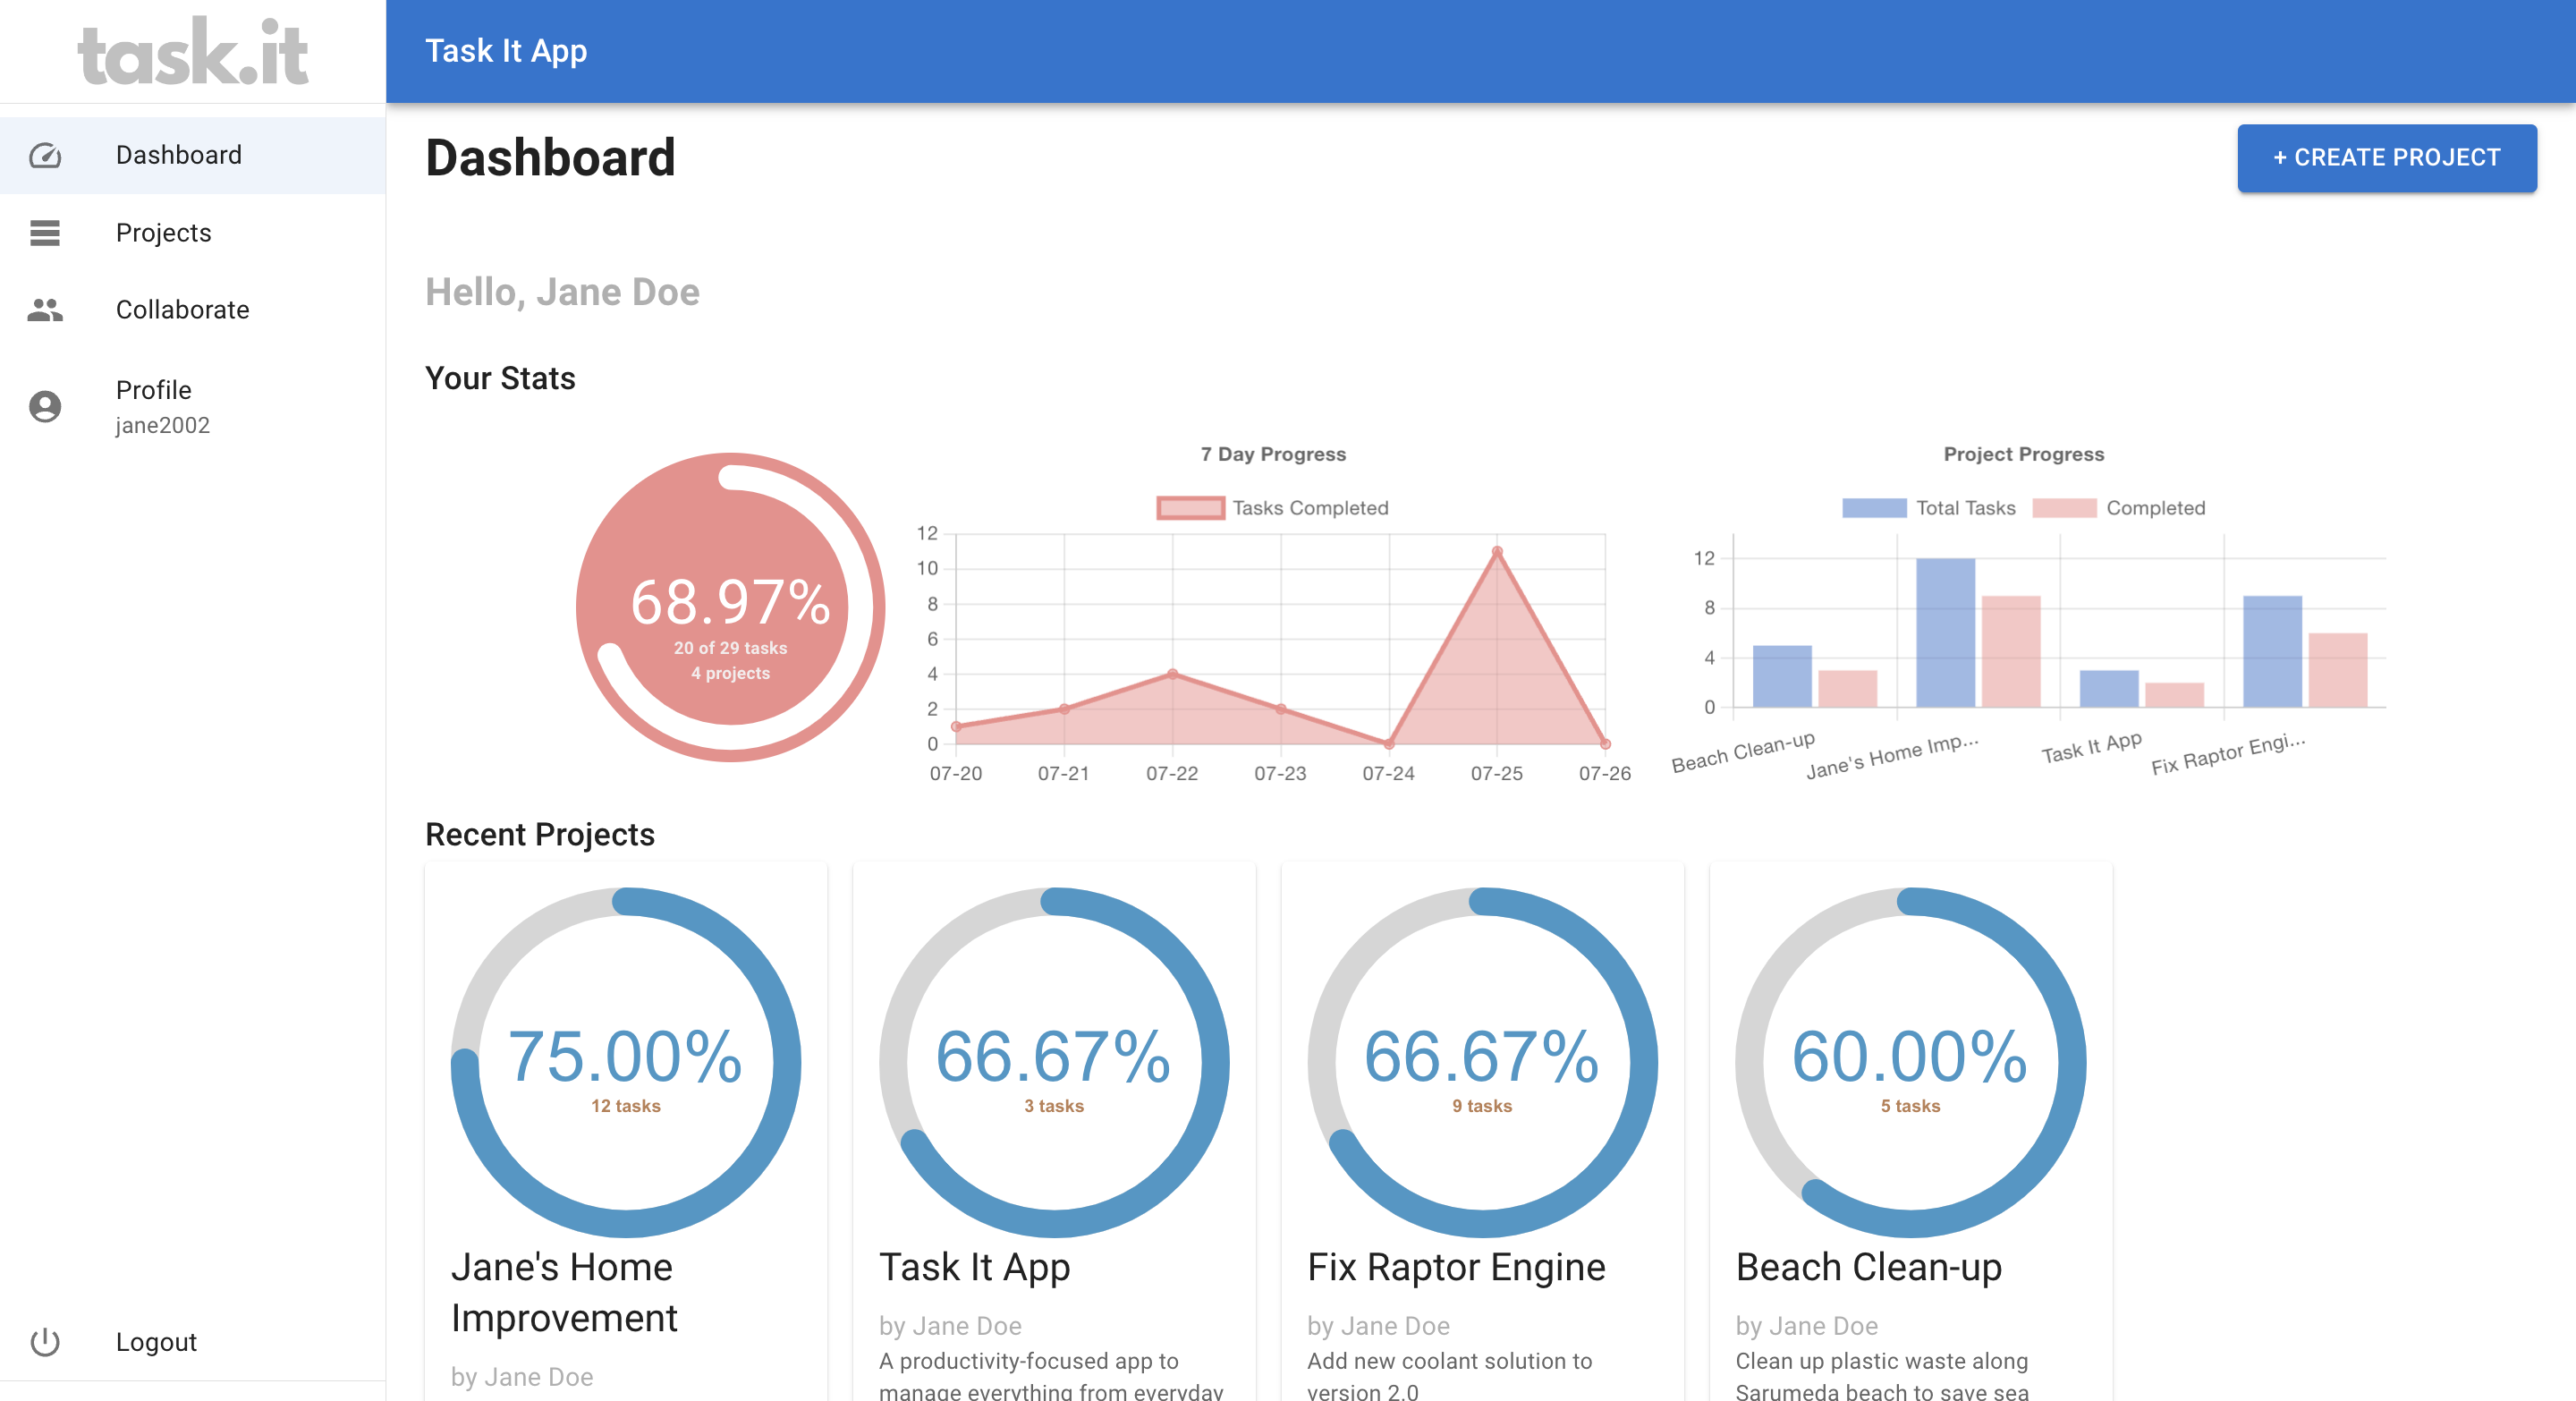 task.it
Task It App
Dashboard
Projects
Collaborate
Profile
jane2002
Logout
Dashboard
+ CREATE PROJECT
Hello, Jane Doe
Your Stats
68.97%
20 of 29 tasks
4 projects
7 Day Progress
Tasks Completed
12
10
8
6
4
2
0
07-20 07-21 07-22 07-23 07-24 07-25 07-26
Project Progress
Total Tasks Completed
12
8
4
0
Beach Clean-up Jane's Home Imp... Task It App Fix Raptor Engi...
Recent Projects
75.00%
12 tasks
Jane's Home
Improvement
by Jane Doe
66.67%
3 tasks
Task It App
by Jane Doe
A productivity-focused app to
manage everything from everyday
66.67%
9 tasks
Fix Raptor Engine
by Jane Doe
Add new coolant solution to
version 2.0
60.00%
5 tasks
Beach Clean-up
by Jane Doe
Clean up plastic waste along
Sarumeda beach to save sea